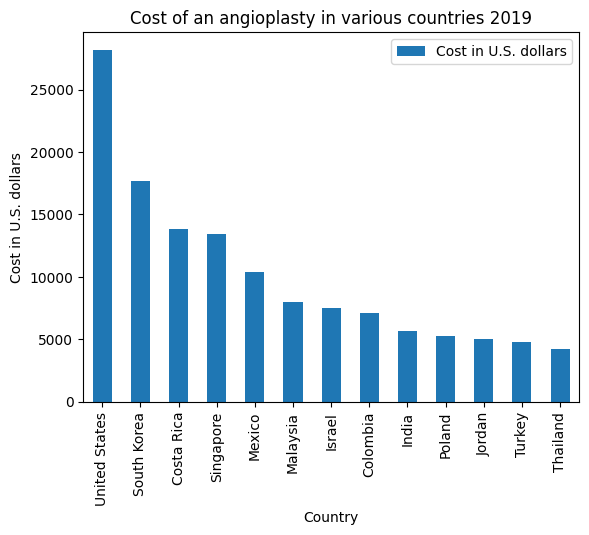 Cost of an angioplasty in various countries 2019
Cost in U.S. dollars
Cost in U.S. dollars
25000
20000
15000
10000
5000
0
United States
South Korea
Costa Rica
Singapore
Mexico
Malaysia
Israel
Colombia
India
Poland
Jordan
Turkey
Thailand
Country